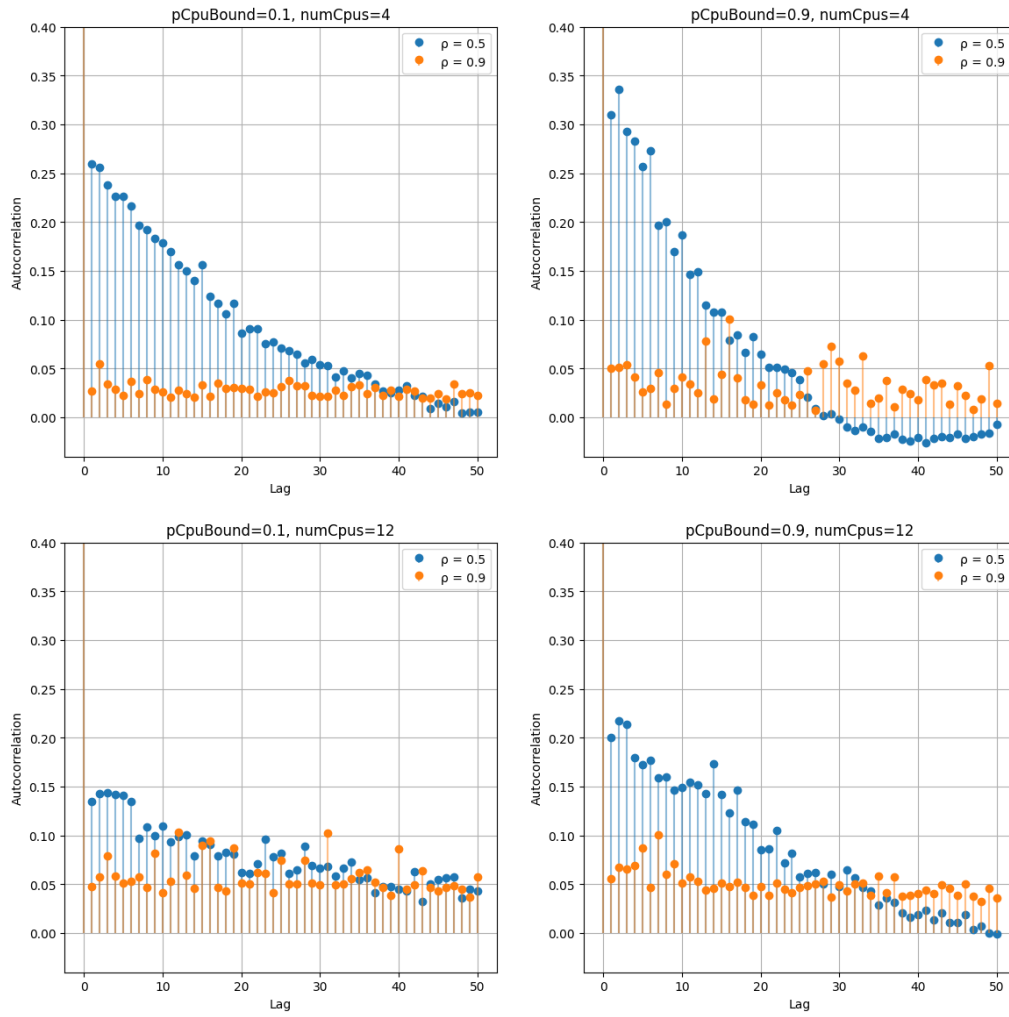 pCpuBound=0.1, numCpus=4
0.40
0.35
0.30
0.25
0.20
0.15
0.10
0.05
0.00
Autocorrelation
ρ = 0.5
ρ = 0.9
0 10 20 30 40 50
Lag
pCpuBound=0.9, numCpus=4
0.40
0.35
0.30
0.25
0.20
0.15
0.10
0.05
0.00
Autocorrelation
ρ = 0.5
ρ = 0.9
0 10 20 30 40 50
Lag
pCpuBound=0.1, numCpus=12
0.40
0.35
0.30
0.25
0.20
0.15
0.10
0.05
0.00
Autocorrelation
ρ = 0.5
ρ = 0.9
0 10 20 30 40 50
Lag
pCpuBound=0.9, numCpus=12
0.40
0.35
0.30
0.25
0.20
0.15
0.10
0.05
0.00
Autocorrelation
ρ = 0.5
ρ = 0.9
0 10 20 30 40 50
Lag